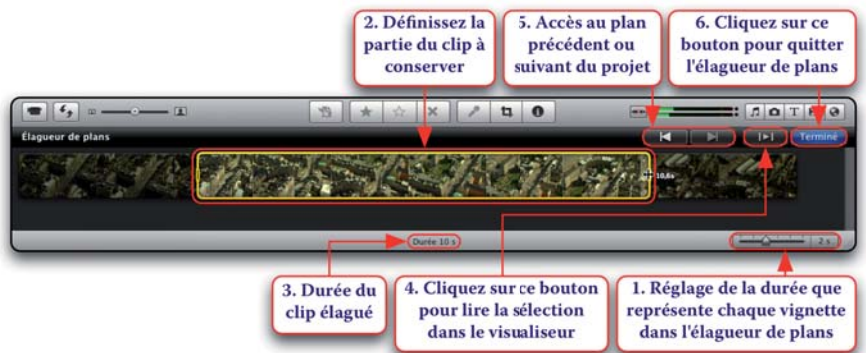 2. Définissez la
partie du clip à
conserver
5. Accès au plan
précédent ou
suivant du projet
6. Cliquez sur ce
bouton pour quitter
l'élagueur de plans
Élagueur de plans
Terminé
10,6s
Durée 10 s
2 s
3. Durée du
clip élagué
4. Cliquez sur ce bouton
pour lire la sélection
dans le visualiseur
1. Réglage de la durée que
représente chaque vignette
dans l'élagueur de plans